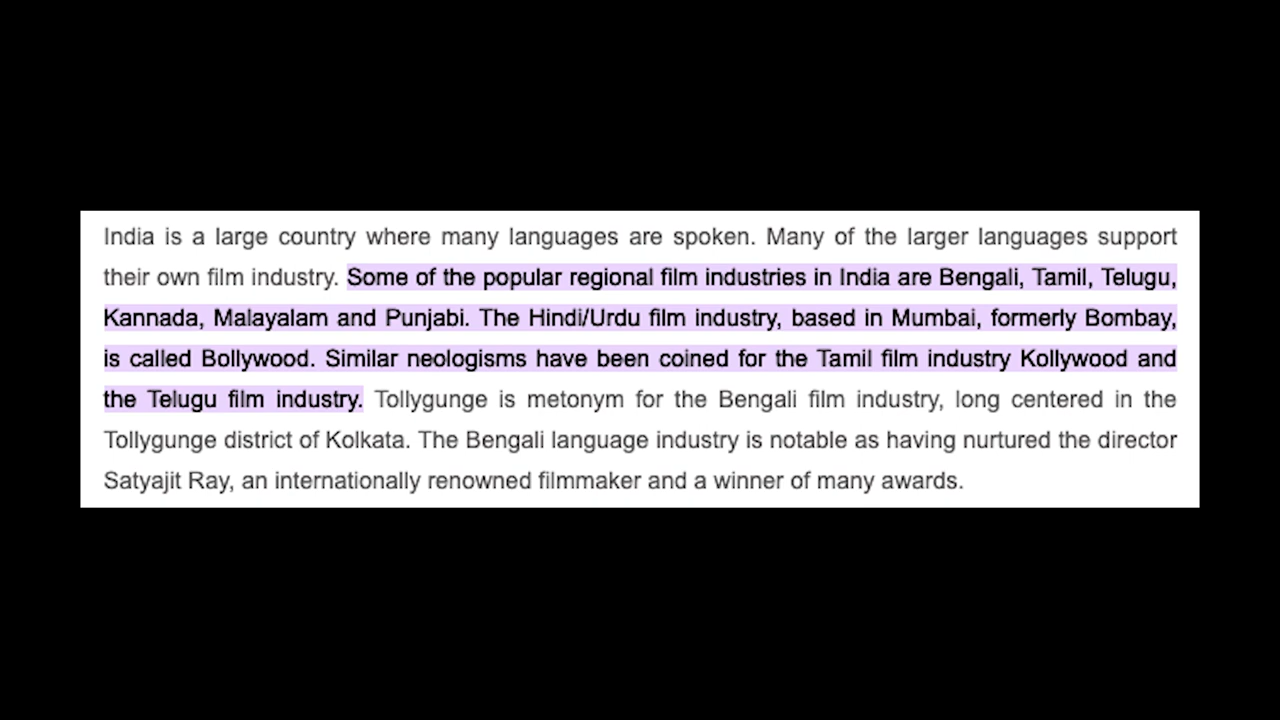 India is a large country where many languages are spoken. Many of the larger languages support
their own film industry. Some of the popular regional film industries in India are Bengali, Tamil, Telugu,
Kannada, Malayalam and Punjabi. The Hindi/Urdu film industry, based in Mumbai, formerly Bombay,
is called Bollywood. Similar neologisms have been coined for the Tamil film industry Kollywood and
the Telugu film industry. Tollygunge is metonym for the Bengali film industry, long centered in the
Tollygunge district of Kolkata. The Bengali language industry is notable as having nurtured the director
Satyajit Ray, an internationally renowned filmmaker and a winner of many awards.